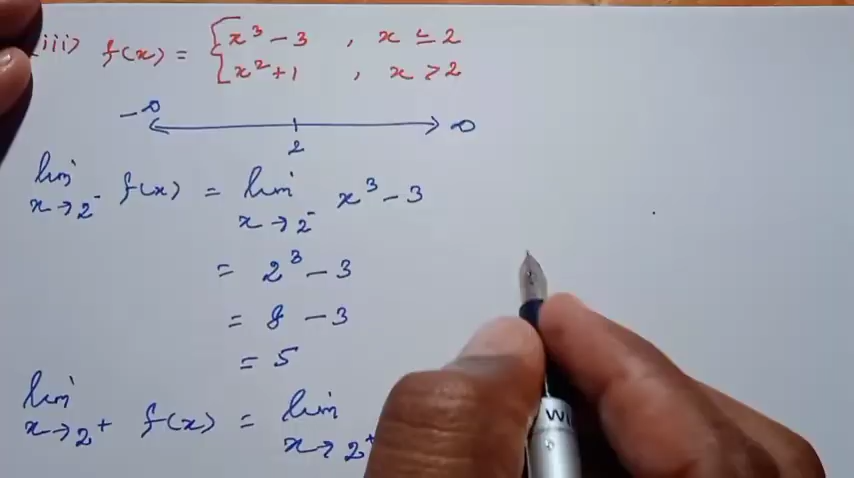 iii) f(x) = { x³ - 3 , x ≤ 2
x² + 1 , x > 2
-∞ ∞
2
lim x→2⁻ f(x) = lim x→2⁻ x³ - 3
= 2³ - 3
= 8 - 3
= 5
lim x→2⁺ f(x) = lim x→2⁺